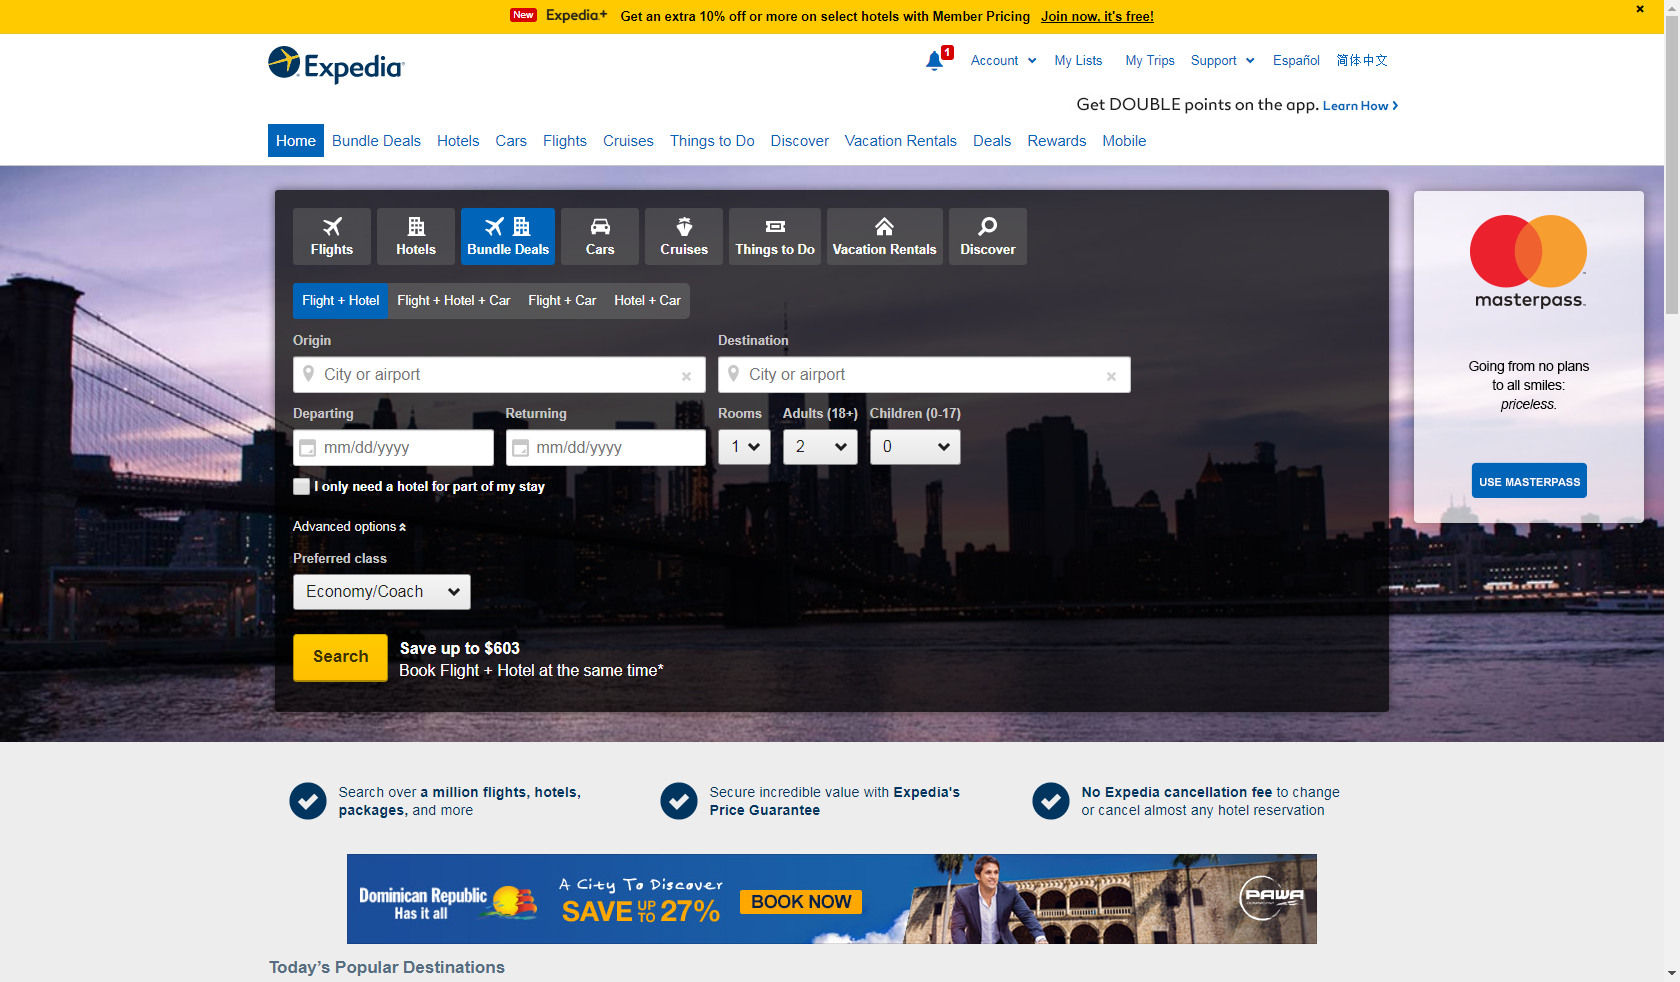 New Expedia+ Get an extra 10% off or more on select hotels with Member Pricing Join now, it's free!
Expedia
1 Account My Lists My Trips Support Español 简体中文
Get DOUBLE points on the app. Learn How
Home Bundle Deals Hotels Cars Flights Cruises Things to Do Discover Vacation Rentals Deals Rewards Mobile
Flights Hotels Bundle Deals Cars Cruises Things to Do Vacation Rentals Discover
Flight + Hotel Flight + Hotel + Car Flight + Car Hotel + Car
Origin Destination
City or airport City or airport
Departing Returning Rooms Adults (18+) Children (0-17)
mm/dd/yyyy mm/dd/yyyy 1 2 0
I only need a hotel for part of my stay
Advanced options
Preferred class
Economy/Coach
Search
Save up to $603
Book Flight + Hotel at the same time*
masterpass
Going from no plans
to all smiles:
priceless.
USE MASTERPASS
Search over a million flights, hotels,
packages, and more
Secure incredible value with Expedia's
Price Guarantee
No Expedia cancellation fee to change
or cancel almost any hotel reservation
Dominican Republic
Has it all
A City To Discover
SAVE UP TO 27%
BOOK NOW
PAWA
Today's Popular Destinations